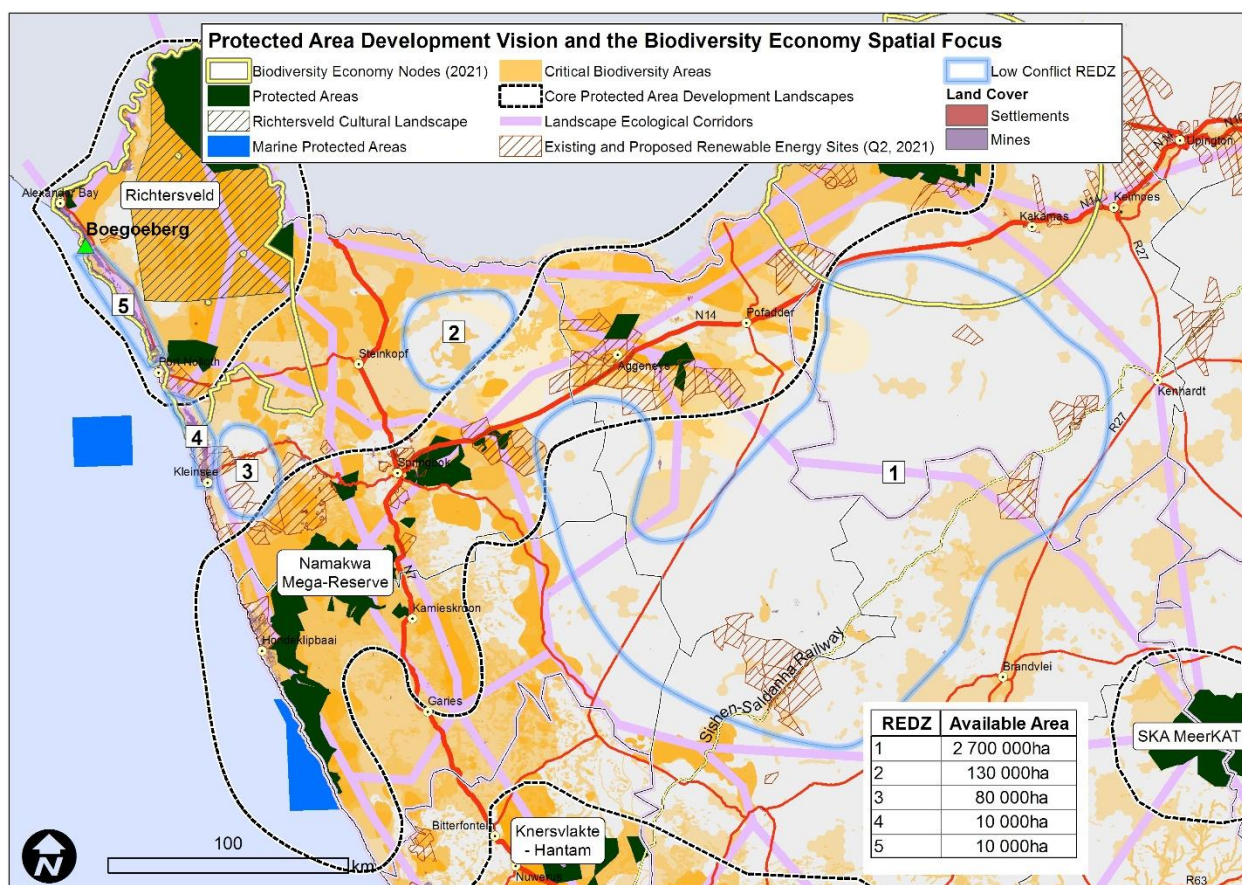 Protected Area Development Vision and the Biodiversity Economy Spatial Focus
Biodiversity Economy Nodes (2021)
Critical Biodiversity Areas
Low Conflict REDZ
Protected Areas
Core Protected Area Development Landscapes
Land Cover
Richtersveld Cultural Landscape
Landscape Ecological Corridors
Settlements
Marine Protected Areas
Existing and Proposed Renewable Energy Sites (Q2, 2021)
Mines
N14
N10
Upington
Alexander Bay
Richtersveld
Keimoes
N14
Kakamas
Boegoeberg
R27
5
2
N14
Pofadder
Steinkopf
Aggeneys
Port Nolloth
Kenhardt
R27
4
3
Kleinsee
Springbok
1
Namakwa
Mega-Reserve
N7
Kamieskroon
Hondeklipbaai
Sishen-Saldanha Railway
Brandvlei
Garies
REDZ Available Area
1 2 700 000ha
2 130 000ha
3 80 000ha
4 10 000ha
5 10 000ha
SKA MeerKAT
Bitterfontein
Knersvlakte
- Hantam
Nuwerus
R63
N
100
km